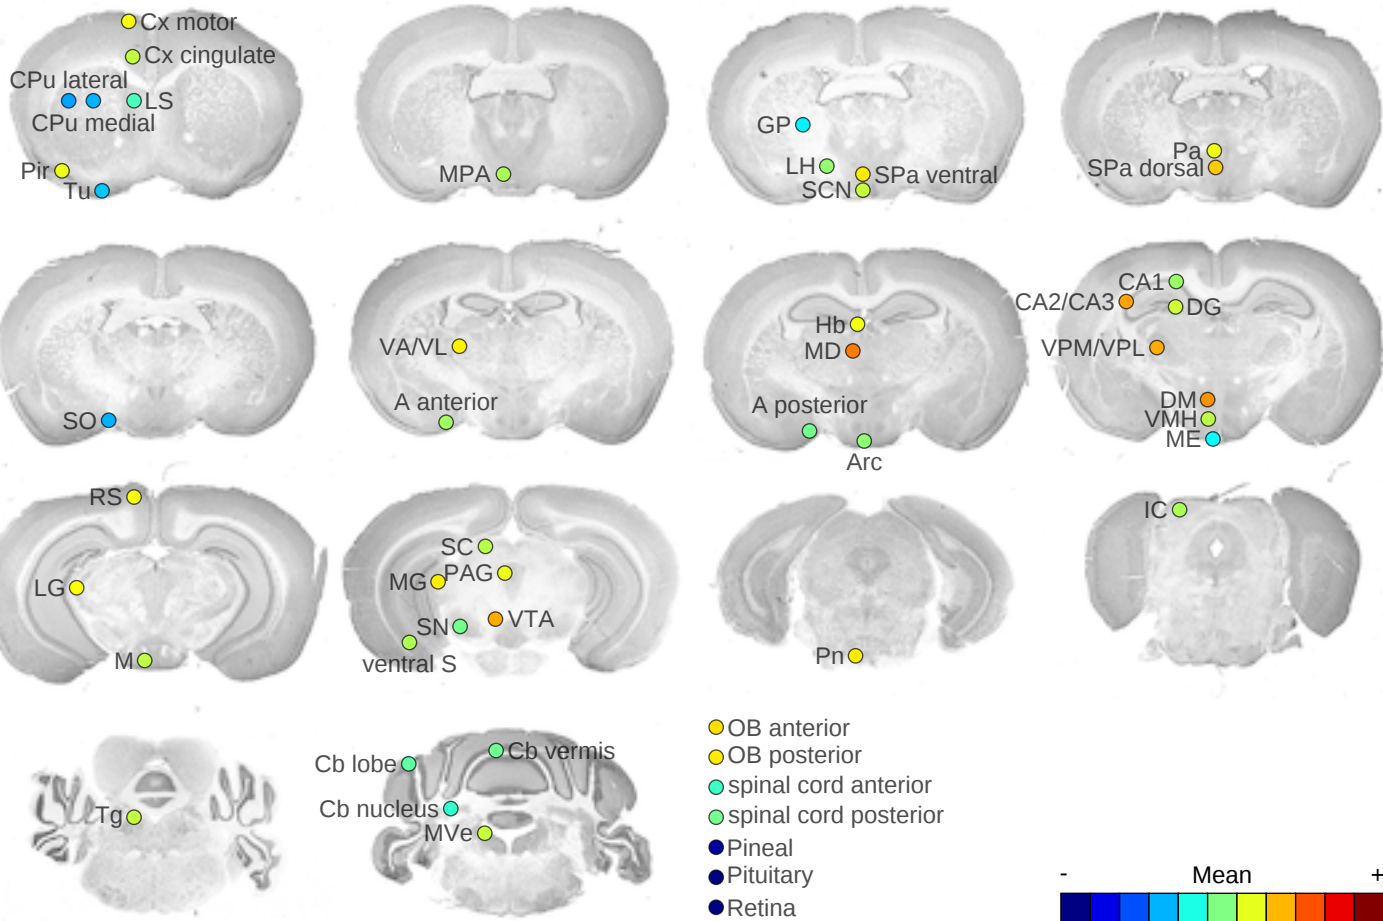 Cx motor
Cx cingulate
CPu lateral
LS
CPu medial
Pir
Tu
MPA
GP
LH
SPa ventral
SCN
Pa
SPa dorsal
SO
VA/VL
A anterior
Hb
MD
A posterior
Arc
CA1
CA2/CA3
DG
VPM/VPL
DM
VMH
ME
RS
LG
M
SC
MG
PAG
SN
VTA
ventral S
Pn
IC
Tg
Cb lobe
Cb vermis
Cb nucleus
MVe
OB anterior
OB posterior
spinal cord anterior
spinal cord posterior
Pineal
Pituitary
Retina
- Mean +